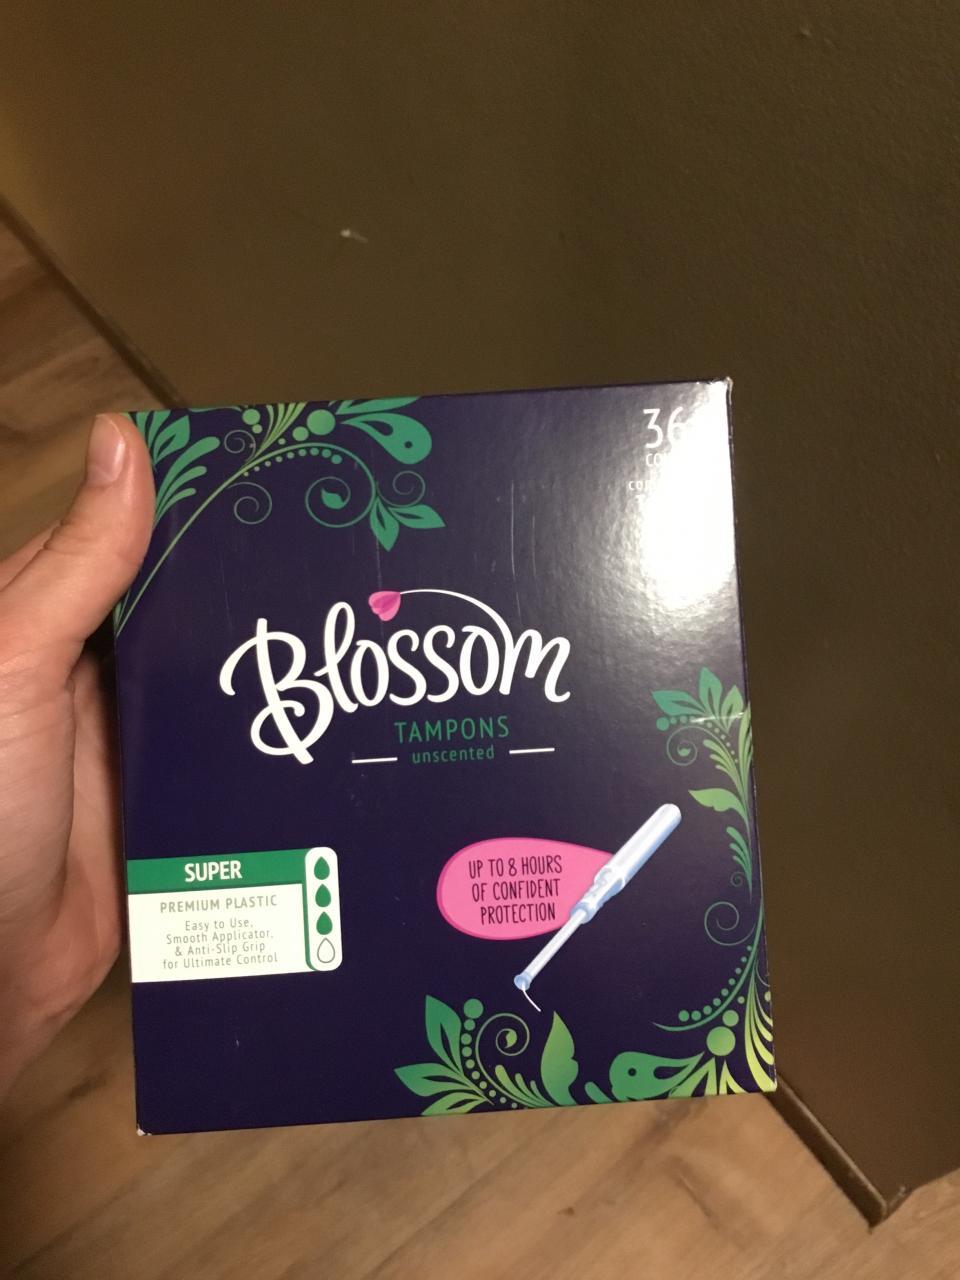 36
Blossom
TAMPONS
unscented
SUPER
PREMIUM PLASTIC
Easy to Use,
Smooth Applicator,
& Anti-Slip Grip
for Ultimate Control
UP TO 8 HOURS
OF CONFIDENT
PROTECTION